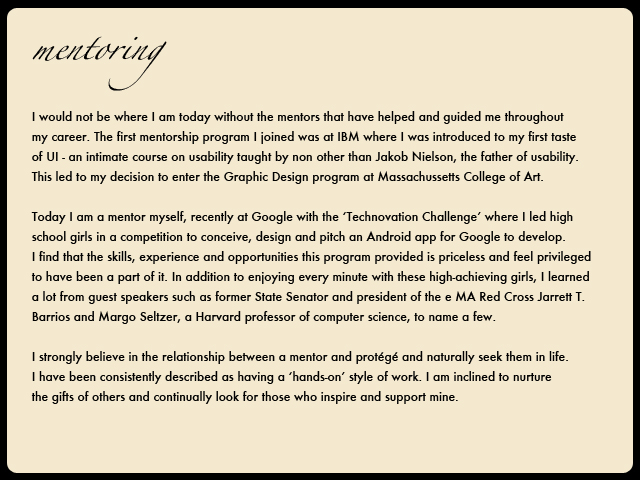 mentoring
I would not be where I am today without the mentors that have helped and guided me throughout
my career. The first mentorship program I joined was at IBM where I was introduced to my first taste
of UI - an intimate course on usability taught by non other than Jakob Nielson, the father of usability.
This led to my decision to enter the Graphic Design program at Massachussetts College of Art.
Today I am a mentor myself, recently at Google with the ‘Technovation Challenge’ where I led high
school girls in a competition to conceive, design and pitch an Android app for Google to develop.
I find that the skills, experience and opportunities this program provided is priceless and feel privileged
to have been a part of it. In addition to enjoying every minute with these high-achieving girls, I learned
a lot from guest speakers such as former State Senator and president of the e MA Red Cross Jarrett T.
Barrios and Margo Seltzer, a Harvard professor of computer science, to name a few.
I strongly believe in the relationship between a mentor and protégé and naturally seek them in life.
I have been consistently described as having a ‘hands-on’ style of work. I am inclined to nurture
the gifts of others and continually look for those who inspire and support mine.